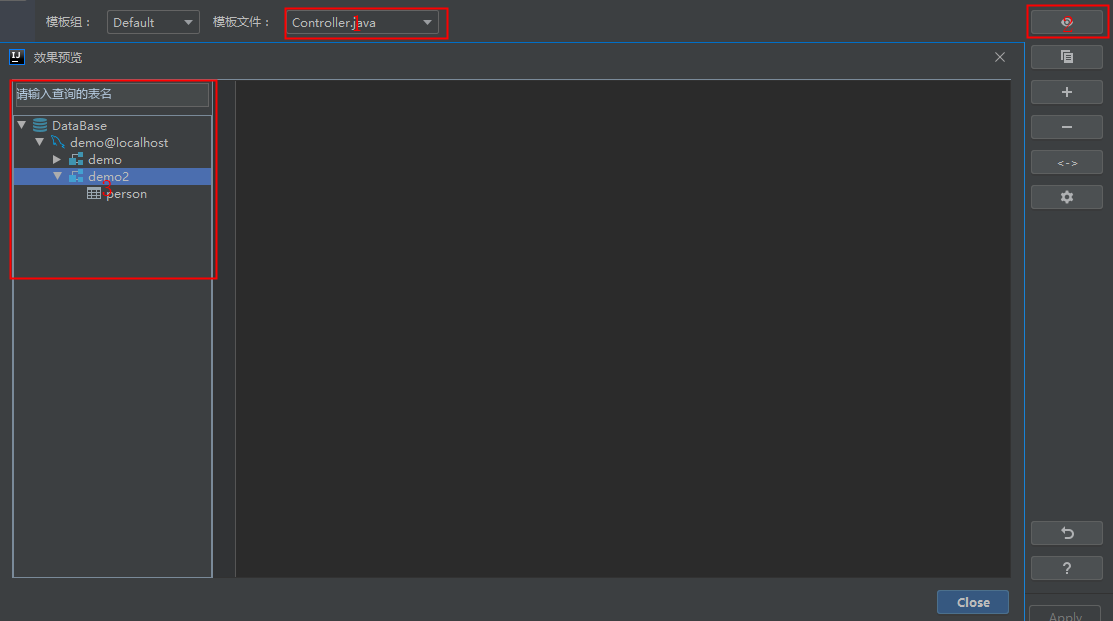 模板组： Default 模板文件： Controller.java
效果预览
请输入查询的表名
DataBase
demo@localhost
demo
demo2
person
<->
?
Close
Apply